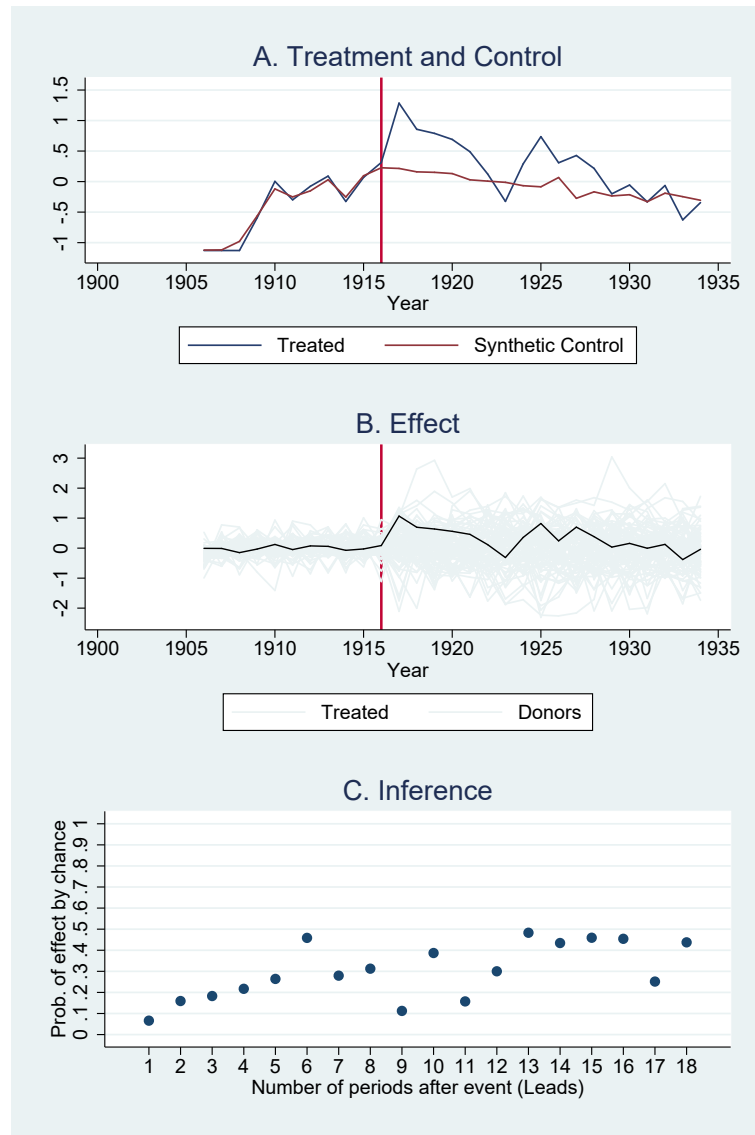 A. Treatment and Control
1.5
1
.5
0
-.5
-1
1900 1905 1910 1915 1920 1925 1930 1935
Year
Treated Synthetic Control
B. Effect
3
2
1
0
-1
-2
1900 1905 1910 1915 1920 1925 1930 1935
Year
Treated Donors
C. Inference
Prob. of effect by chance
0 .1 .2 .3 .4 .5 .6 .7 .8 .9 1
1 2 3 4 5 6 7 8 9 10 11 12 13 14 15 16 17 18
Number of periods after event (Leads)